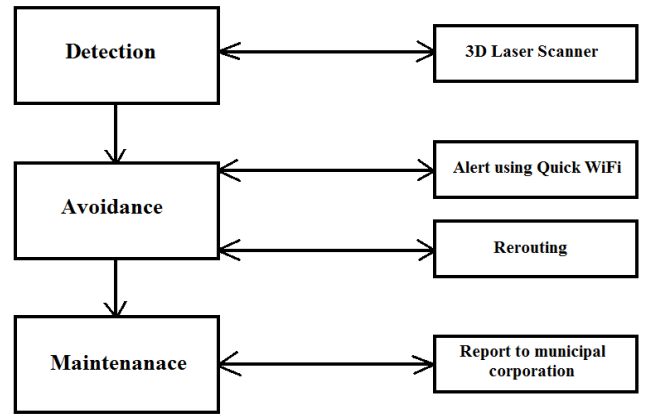 Detection
3D Laser Scanner
Alert using Quick WiFi
Avoidance
Rerouting
Maintenanace
Report to municipal
corporation